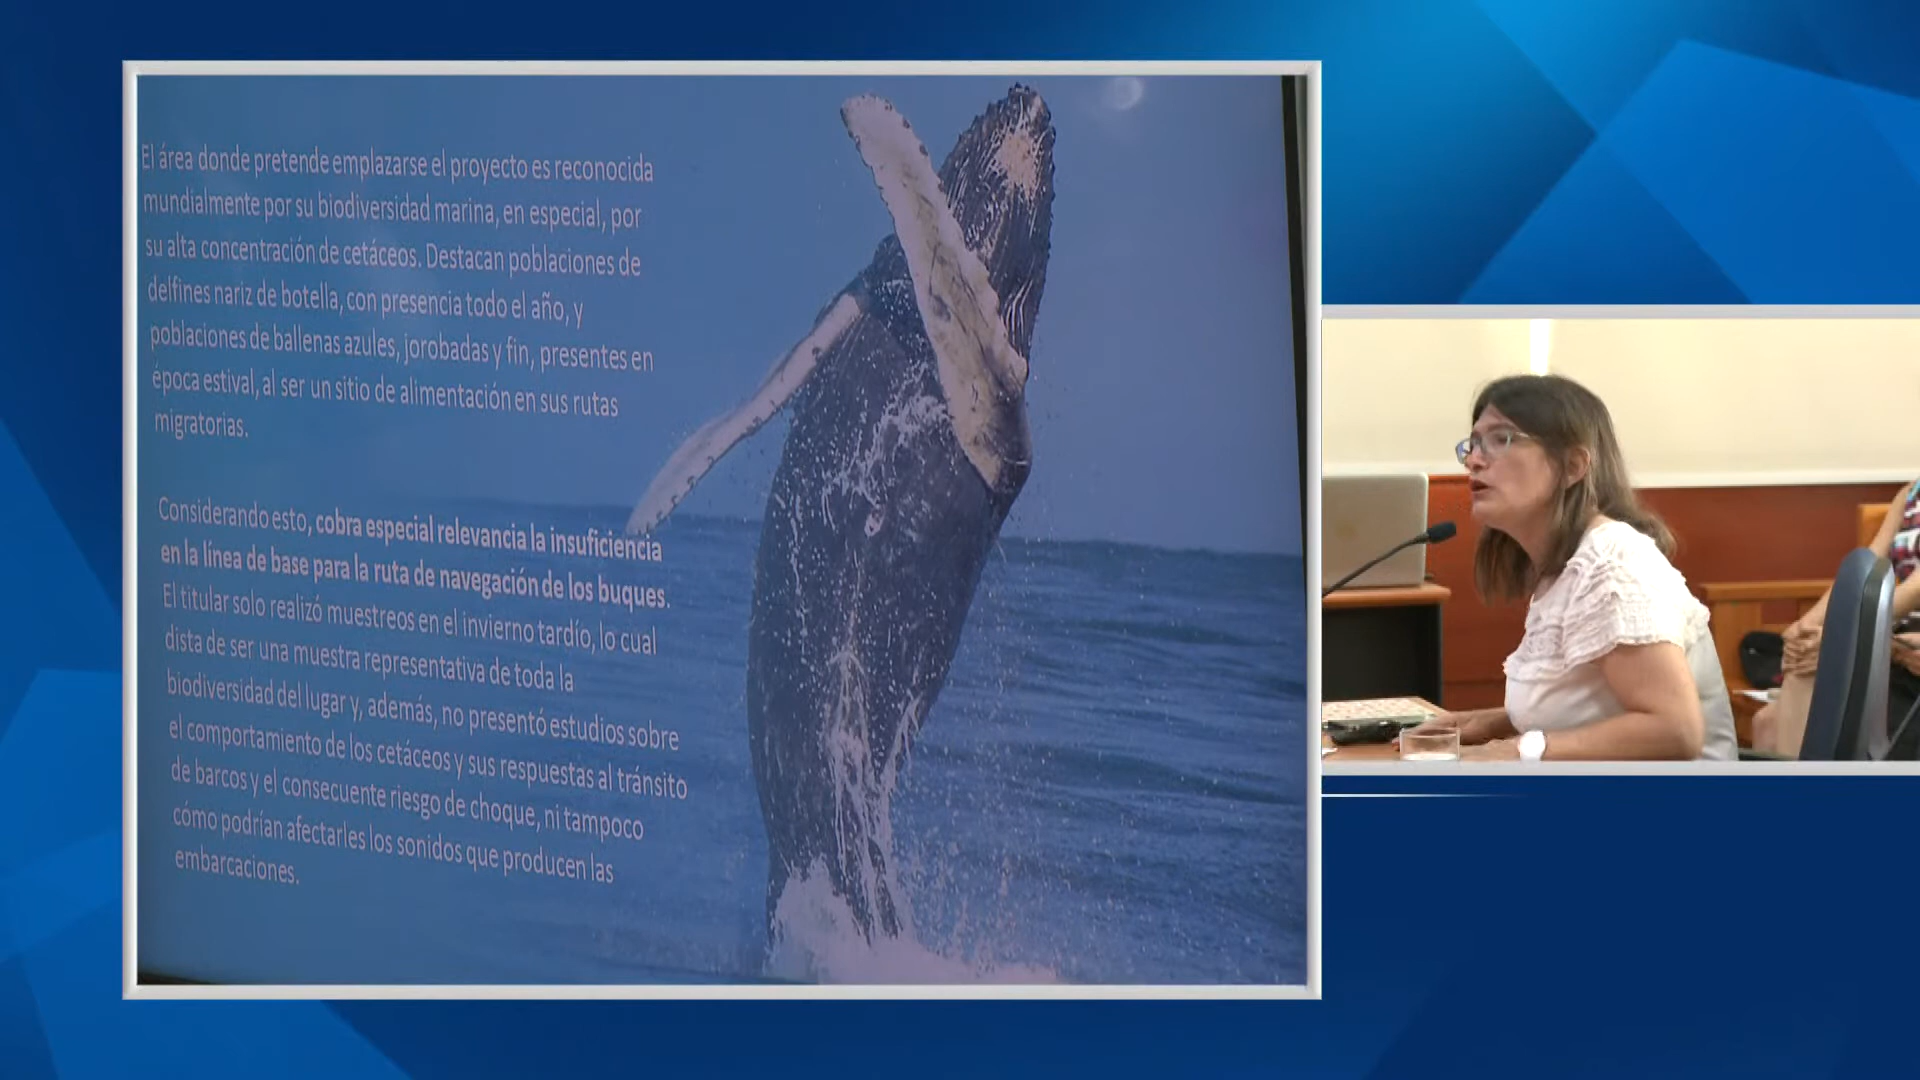 El área donde pretende emplazarse el proyecto es reconocida
mundialmente por su biodiversidad marina, en especial, por
su alta concentración de cetáceos. Destacan poblaciones de
delfines nariz de botella, con presencia todo el año, y
poblaciones de ballenas azules, jorobadas y fin, presentes en
época estival, al ser un sitio de alimentación en sus rutas
migratorias.
Considerando esto, cobra especial relevancia la insuficiencia
en la línea de base para la ruta de navegación de los buques.
El titular solo realizó muestreos en el invierno tardío, lo cual
dista de ser una muestra representativa de toda la
biodiversidad del lugar y, además, no presentó estudios sobre
el comportamiento de los cetáceos y sus respuestas al tránsito
de barcos y el consecuente riesgo de choque, ni tampoco
cómo podrían afectarles los sonidos que producen las
embarcaciones.